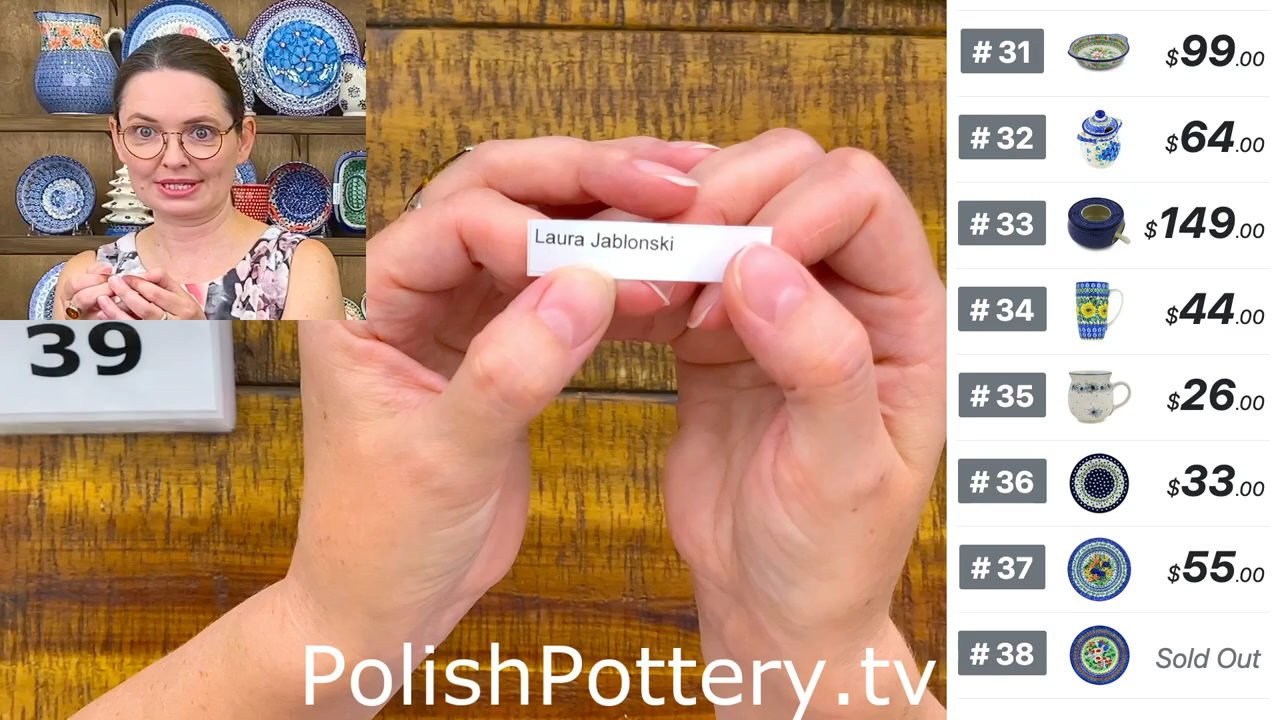 39
Laura Jablonski
PolishPottery.tv
# 31 $99.00
# 32 $64.00
# 33 $149.00
# 34 $44.00
# 35 $26.00
# 36 $33.00
# 37 $55.00
# 38 Sold Out